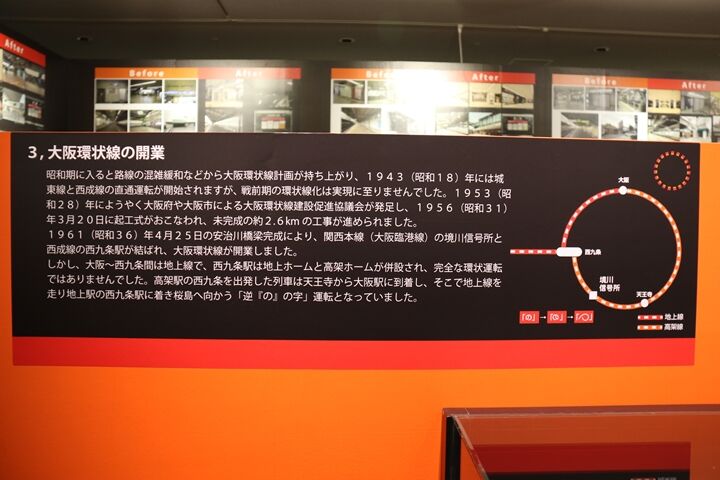 After
Before
After
Before
After
Before
After
3，大阪環状線の開業
昭和期に入ると路線の混雑緩和などから大阪環状線計画が持ち上がり、１９４３（昭和１８）年には城
東線と西成線の直通運転が開始されますが、戦前期の環状線化は実現に至りませんでした。１９５３（昭
和２８）年にようやく大阪府や大阪市による大阪環状線建設促進協議会が発足し、１９５６（昭和３１）
年３月２０日に起工式がおこなわれ、未完成の約２.６ｋｍの工事が進められました。
１９６１（昭和３６）年４月２５日の安治川橋梁完成により、関西本線（大阪臨港線）の境川信号所と
西成線の西九条駅が結ばれ、大阪環状線が開業しました。
しかし、大阪～西九条間は地上線で、西九条駅は地上ホームと高架ホームが併設され、完全な環状運転
ではありませんでした。高架駅の西九条を出発した列車は天王寺から大阪駅に到着し、そこで地上線を
走り地上駅の西九条駅に着き桜島へ向かう「逆『の』の字」運転となっていました。
大阪
西九条
境川
信号所
天王寺
地上線
高架線